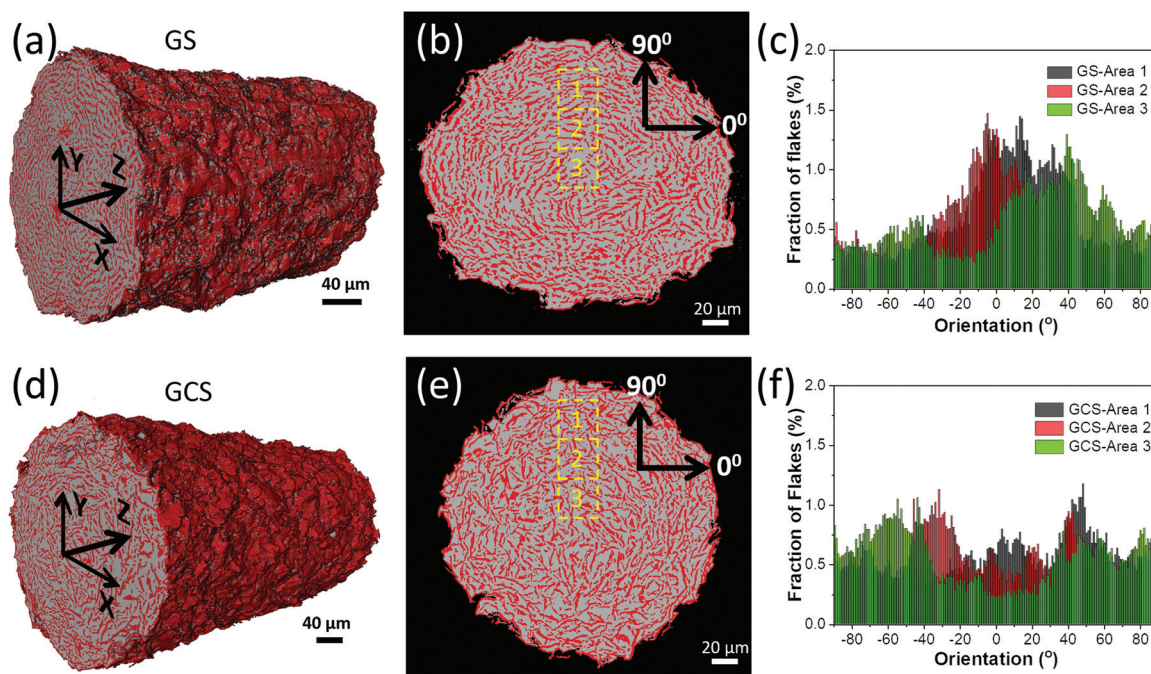 (a)
GS
Y
Z
X
40 µm
(b)
90⁰
0⁰
1
2
3
20 µm
(c)
2.0
1.5
1.0
0.5
0.0
Fraction of flakes (%)
GS-Area 1
GS-Area 2
GS-Area 3
-80
-60
-40
-20
0
20
40
60
80
Orientation (°)
(d)
GCS
Y
Z
X
40 µm
(e)
90⁰
0⁰
1
2
3
20 µm
(f)
2.0
1.5
1.0
0.5
0.0
Fraction of Flakes (%)
GCS-Area 1
GCS-Area 2
GCS-Area 3
-80
-60
-40
-20
0
20
40
60
80
Orientation (°)